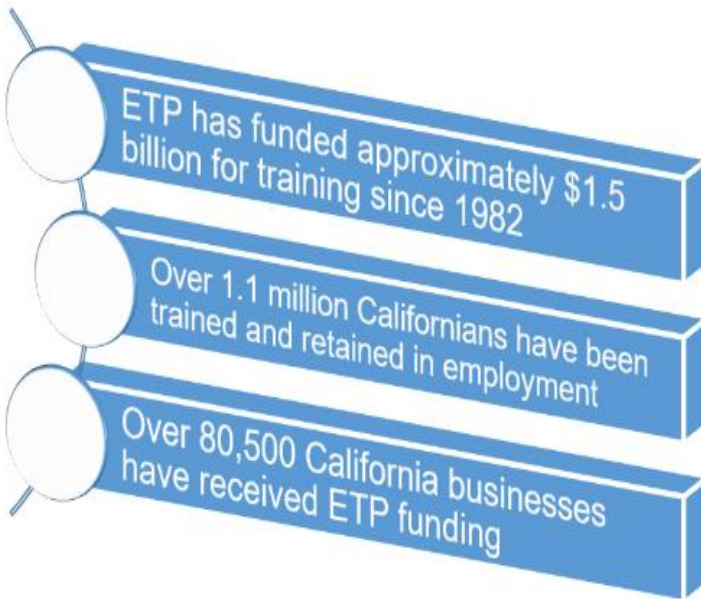 ETP has funded approximately $1.5
billion for training since 1982
Over 1.1 million Californians have been
trained and retained in employment
Over 80,500 California businesses
have received ETP funding